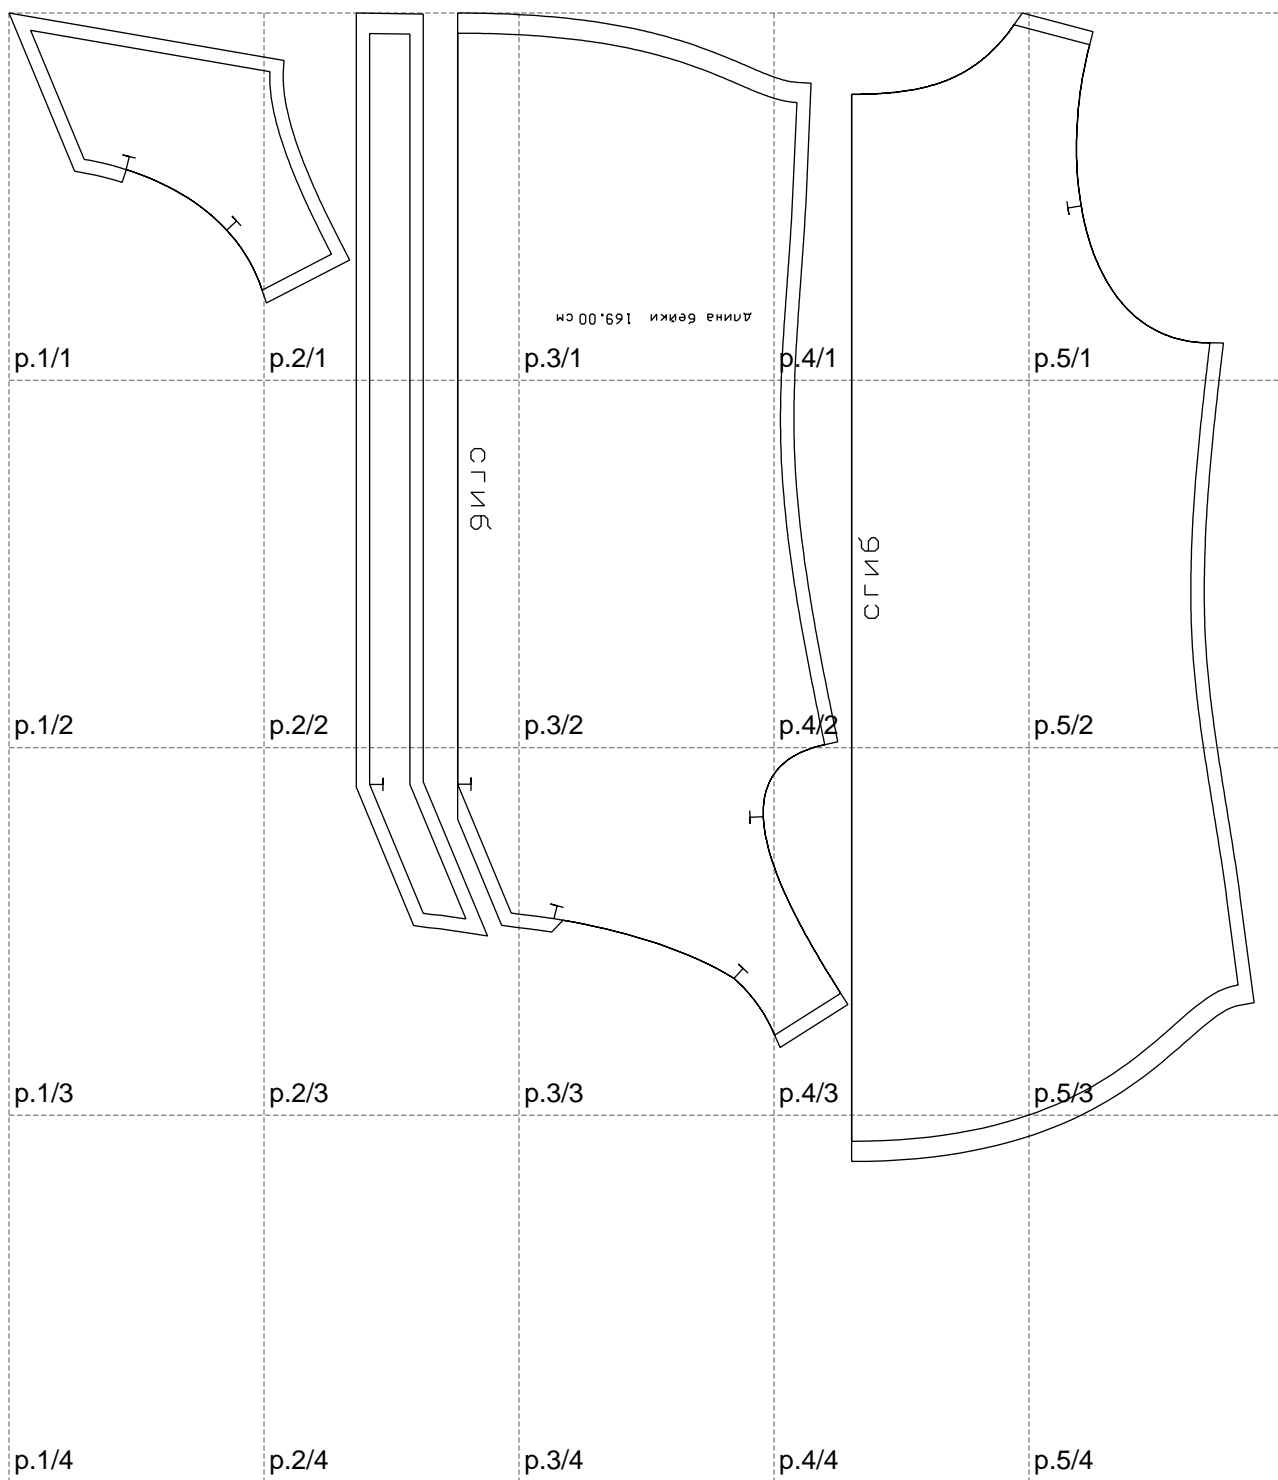 длина бейки 169.00 см
p.1/1
p.2/1
p.3/1
p.4/1
p.5/1
сгиб
сгиб
p.1/2
p.2/2
p.3/2
p.4/2
p.5/2
p.1/3
p.2/3
p.3/3
p.4/3
p.5/3
p.1/4
p.2/4
p.3/4
p.4/4
p.5/4